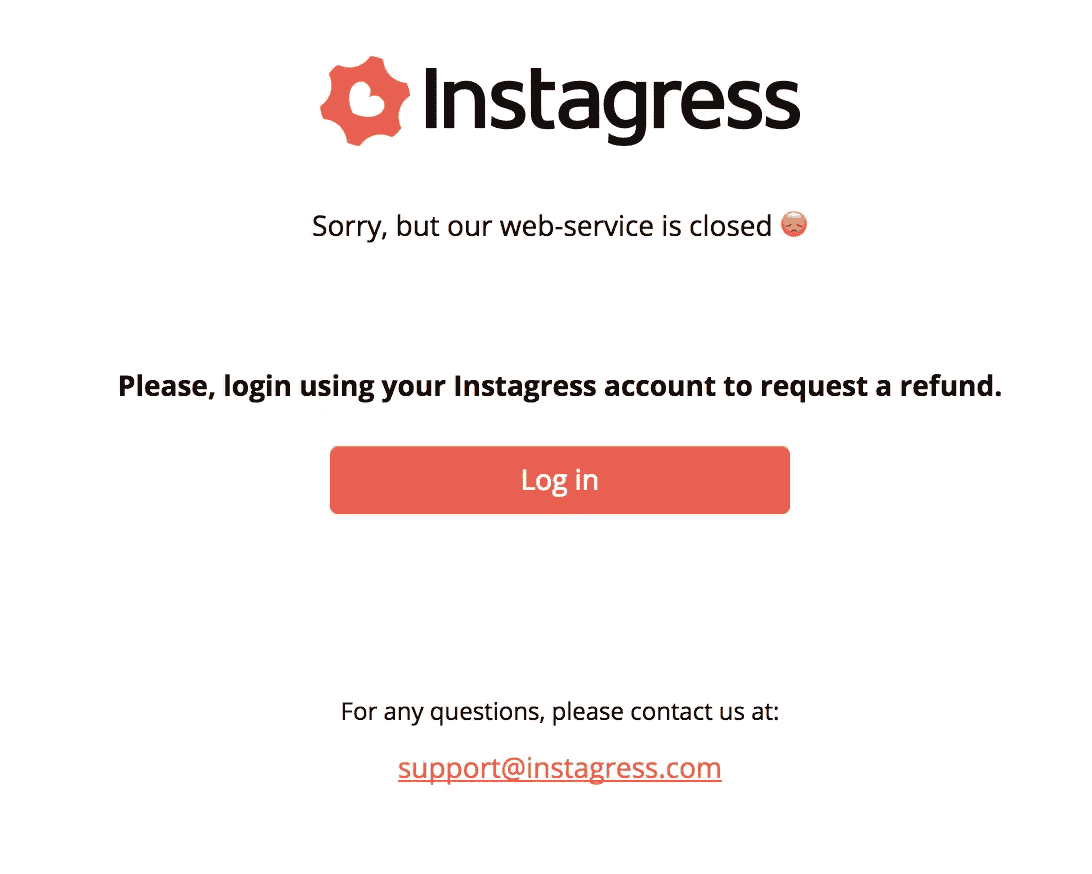 Instagress
Sorry, but our web-service is closed 😞
Please, login using your Instagress account to request a refund.
Log in
For any questions, please contact us at:
support@instagress.com